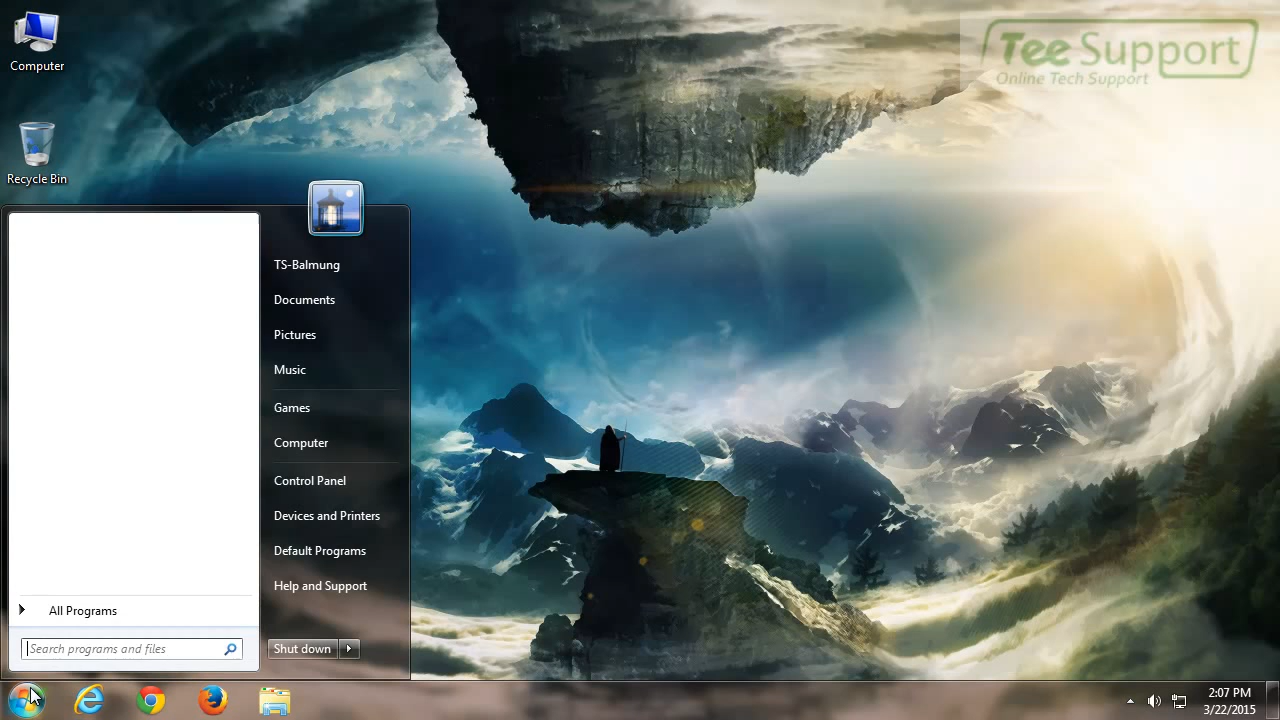 Computer
Recycle Bin
Tee Support
Online Tech Support
TS-Balmung
Documents
Pictures
Music
Games
Computer
Control Panel
Devices and Printers
Default Programs
Help and Support
All Programs
Search programs and files
Shut down
2:07 PM
3/22/2015